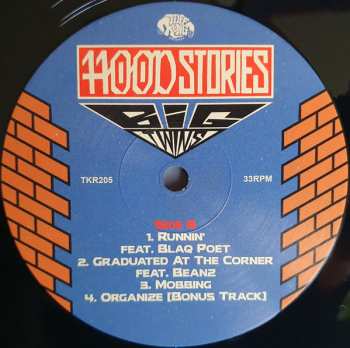 HOOD STORIES
BIG
TWINS
TKR205
33RPM
SIDE B
1. RUNNIN'
FEAT. BLAQ POET
2. GRADUATED AT THE CORNER
FEAT. BEANZ
3. MOBBING
4. ORGANIZE [BONUS TRACK]